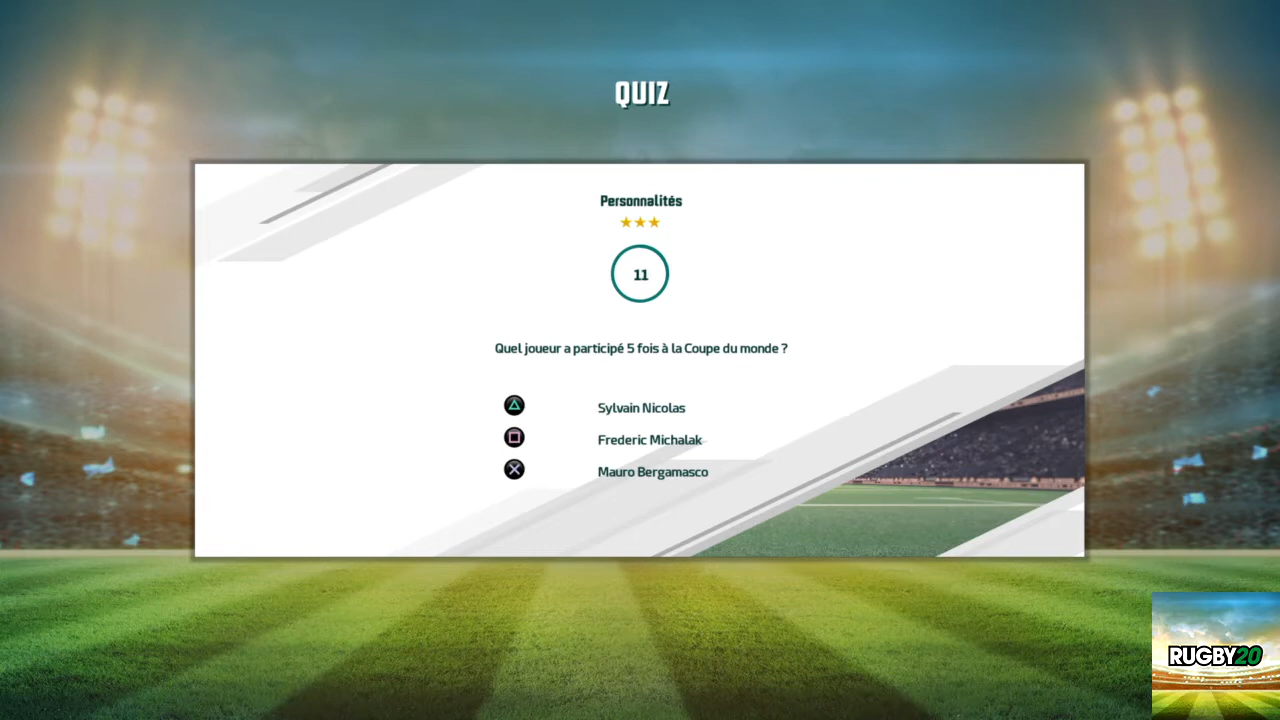 QUIZ
Personnalités
11
Quel joueur a participé 5 fois à la Coupe du monde ?
Sylvain Nicolas
Frederic Michalak
Mauro Bergamasco
RUGBY20